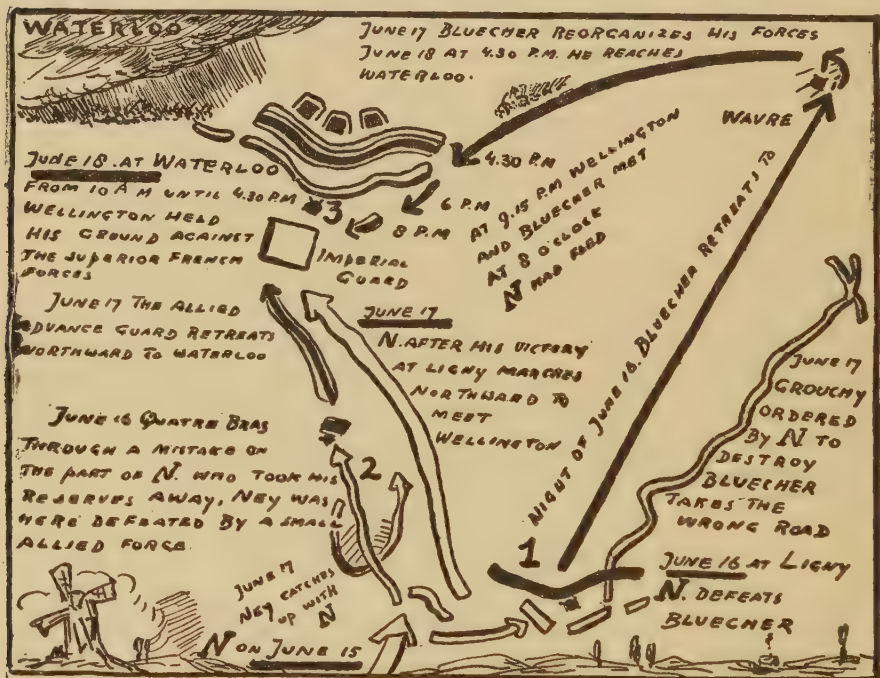 WATERLOO
JUNE 17 BLUECHER REORGANIZES HIS FORCES
JUNE 18 AT 4.30 P.M. HE REACHES
WATERLOO.
WAVRE
4.30 P.M
6 P.M
8 P.M
3
IMPERIAL
GUARD
JUNE 18. AT WATERLOO
FROM 10 A M UNTIL 4.30 P.M
WELLINGTON HELD
HIS GROUND AGAINST
THE SUPERIOR FRENCH
FORCES
AT 9.15 P.M WELLINGTON
AND BLUECHER MET
AT 8 O'CLOCK
N HAD FLED
NIGHT OF JUNE 16. BLUECHER RETREATS TO
JUNE 17 THE ALLIED
ADVANCE GUARD RETREATS
NORTHWARD TO WATERLOO
JUNE 17
N. AFTER HIS VICTORY
AT LIGNY MARCHES
NORTHWARD TO
MEET
WELLINGTON
JUNE 17
GROUCHY
ORDERED
BY N TO
DESTROY
BLUECHER
TAKES THE
WRONG ROAD
JUNE 16 QUATRE BRAS
THROUGH A MISTAKE ON
THE PART OF N. WHO TOOK HIS
RESERVES AWAY, NEY WAS
HERE DEFEATED BY A SMALL
ALLIED FORCE
2
1
JUNE 16 AT LIGNY
N. DEFEATS
BLUECHER
JUNE 17
NEY CATCHES
UP WITH
N
N ON JUNE 15